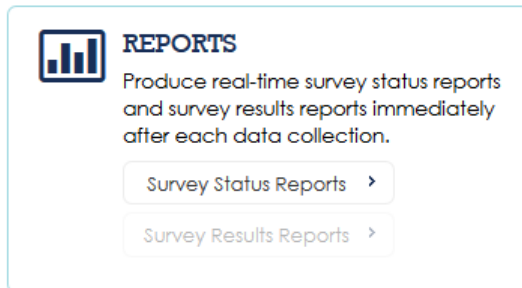 REPORTS
Produce real-time survey status reports
and survey results reports immediately
after each data collection.
Survey Status Reports >
Survey Results Reports >